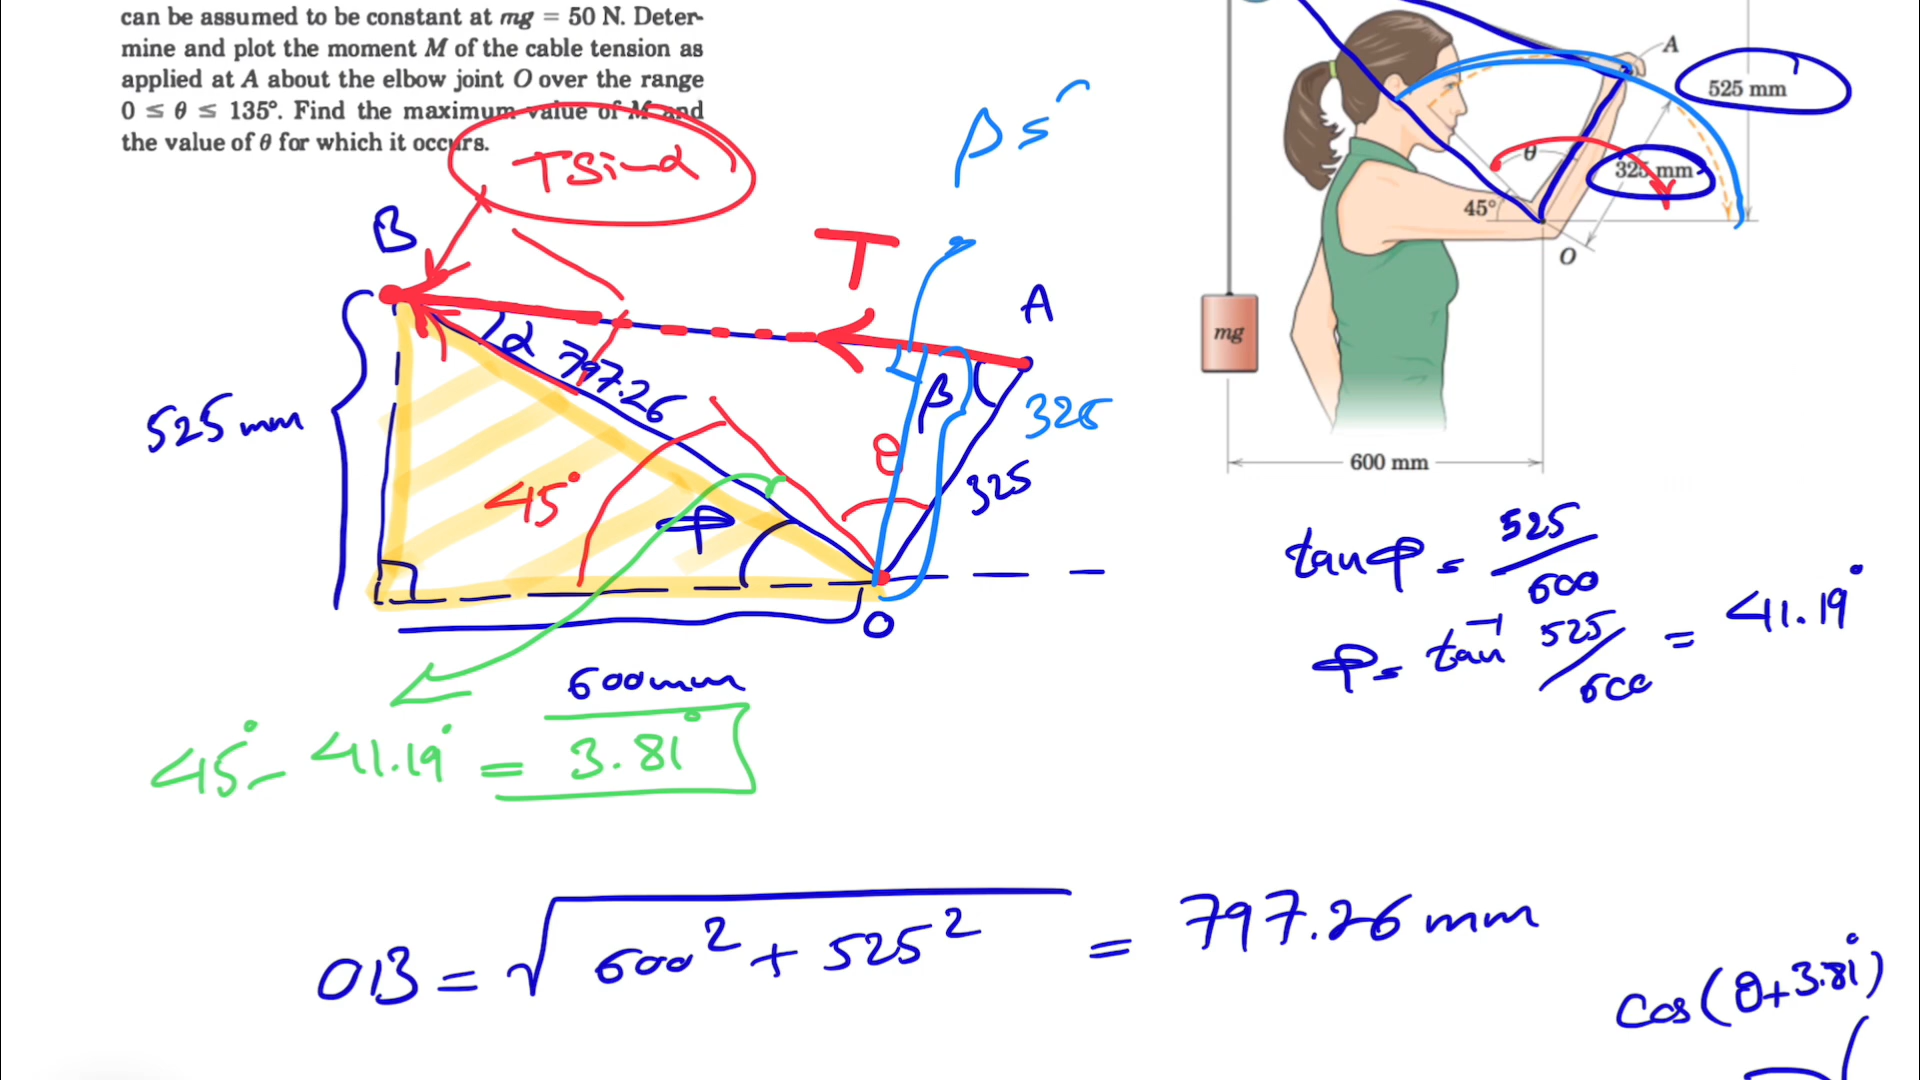 can be assumed to be constant at mg = 50 N. Deter-
mine and plot the moment M of the cable tension as
applied at A about the elbow joint O over the range
0 ≤ θ ≤ 135°. Find the maximum value of M and
the value of θ for which it occurs.
TSinα
B
T
A
α
797.26
β
325
θ
325
525 mm
45°
φ
O
600mm
45° - 41.19° = 3.81°
OB = √600² + 525² = 797.26 mm
A
525 mm
θ
325 mm
45°
O
mg
600 mm
tanφ = 525/600
φ = tan⁻¹ 525/600 = 41.19°
Cos(θ+3.81°)